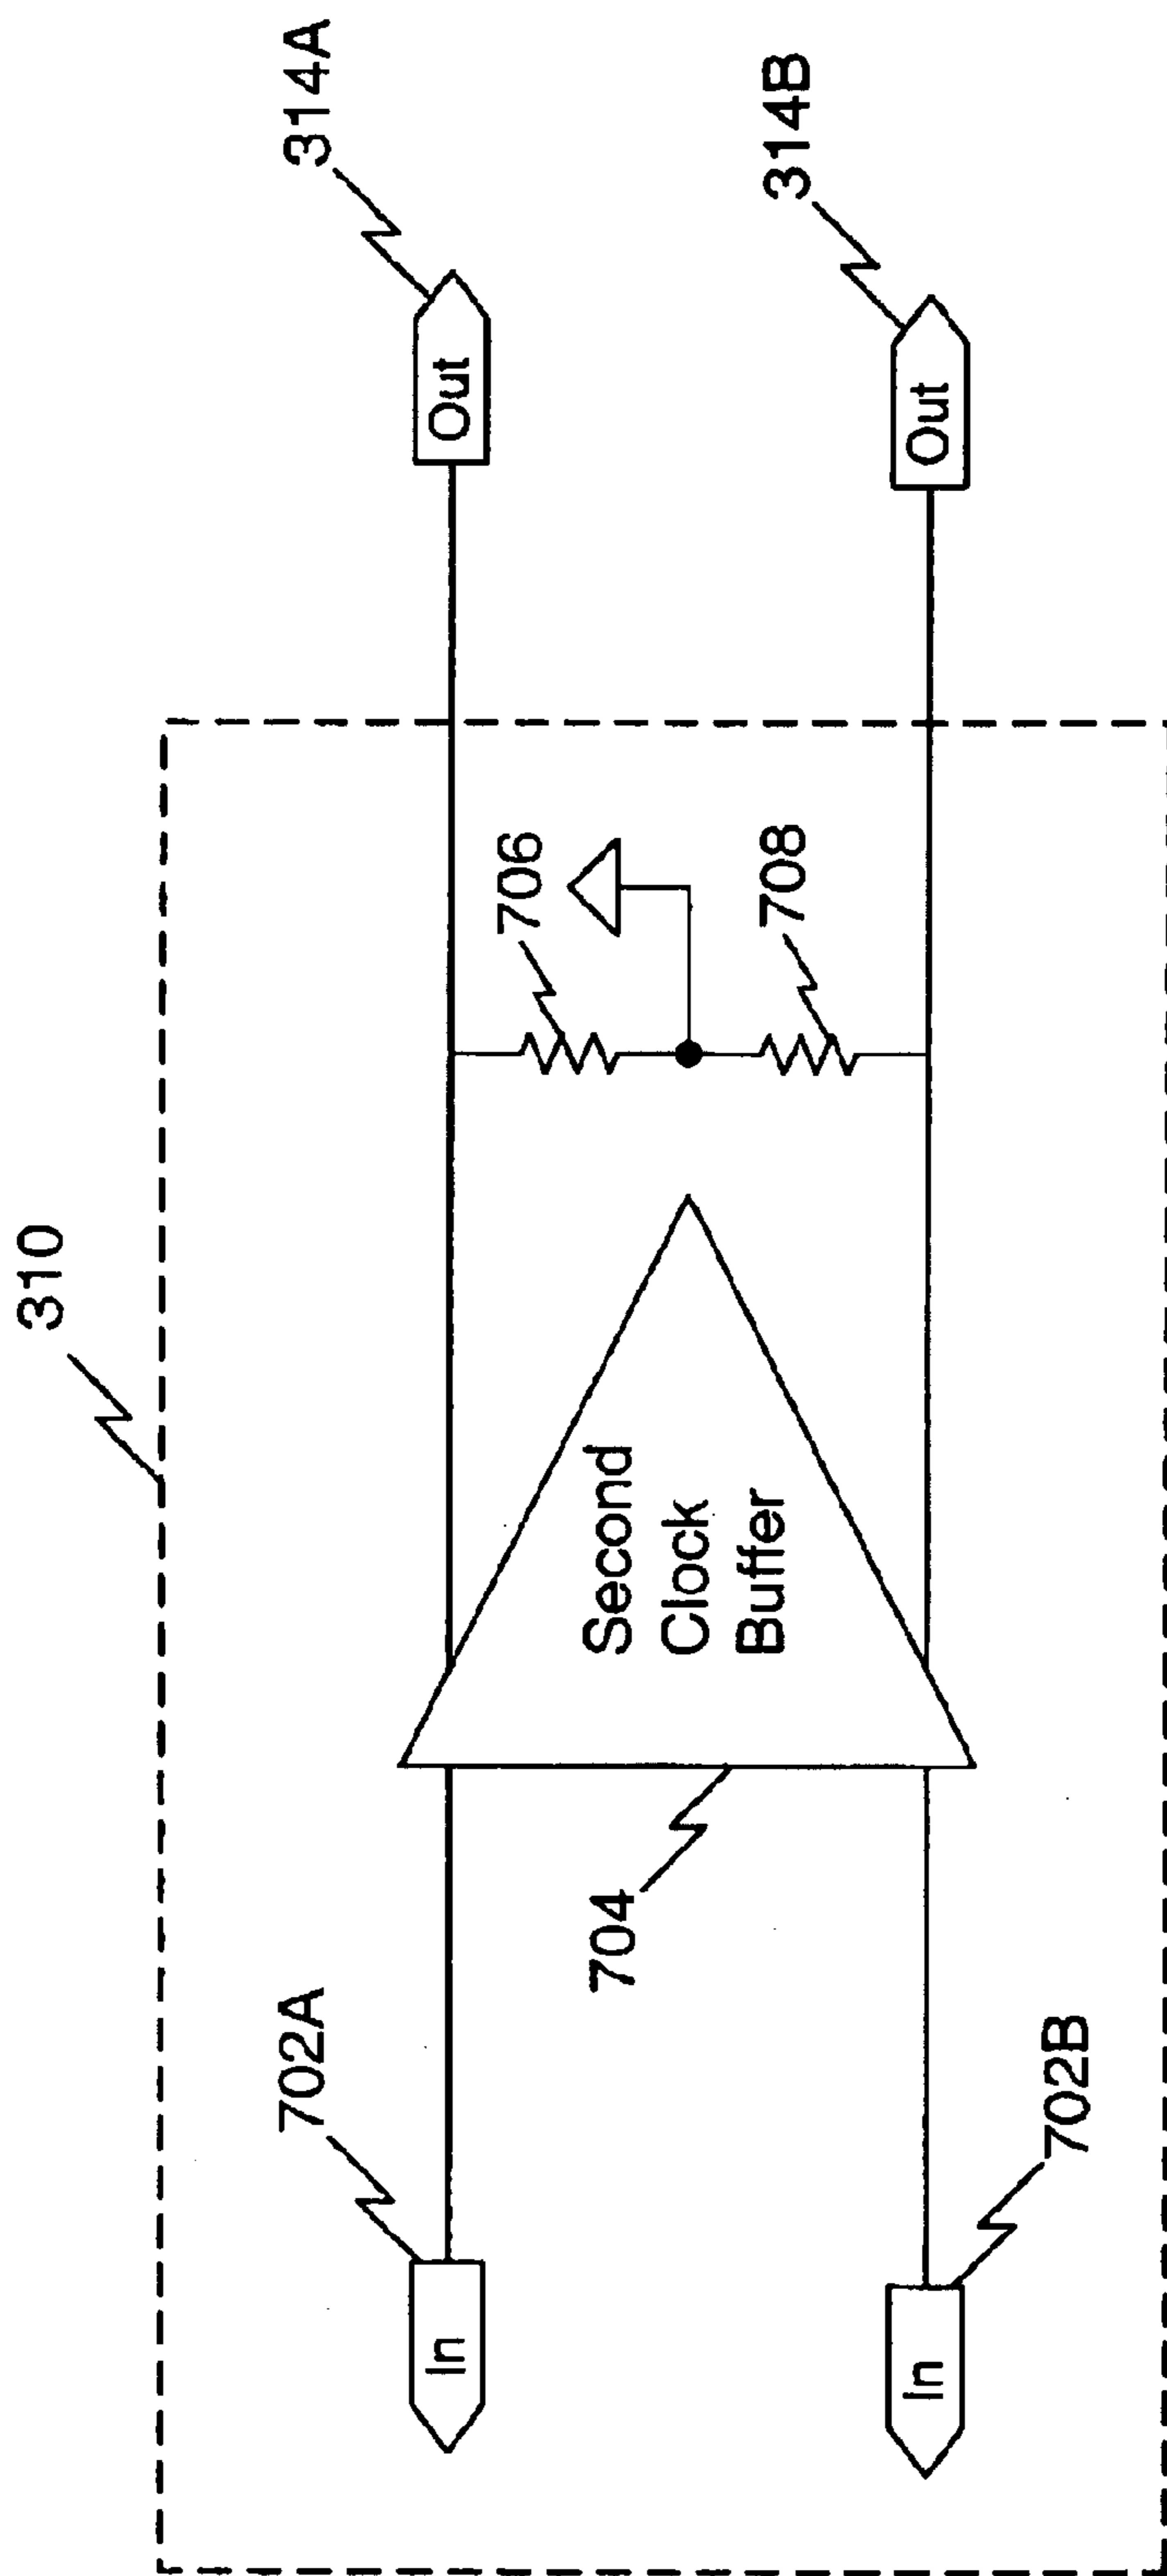 310
702A
314A
In
Out
706
Second
Clock
Buffer
704
708
314B
In
Out
702B